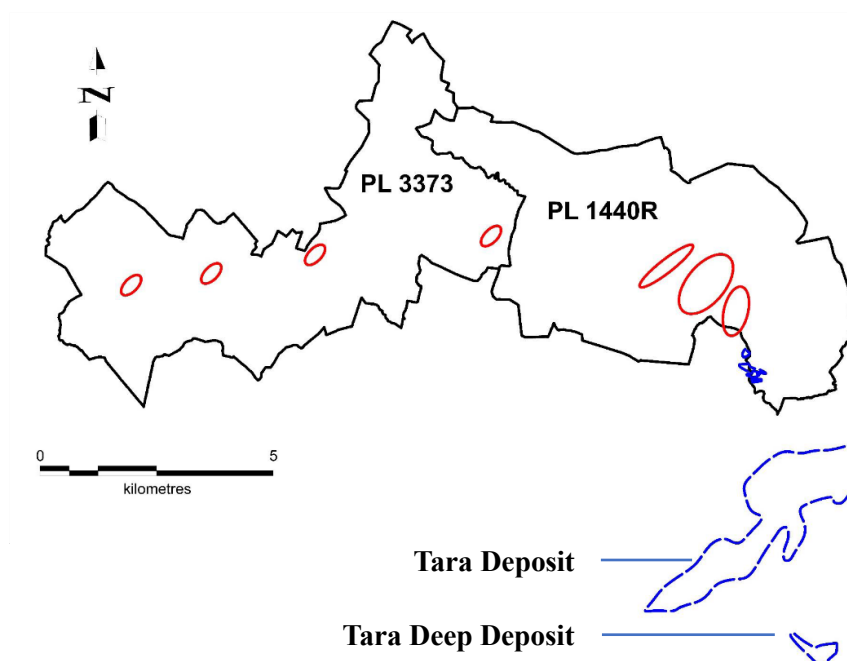 N
PL 3373
PL 1440R
0 5
kilometres
Tara Deposit
Tara Deep Deposit